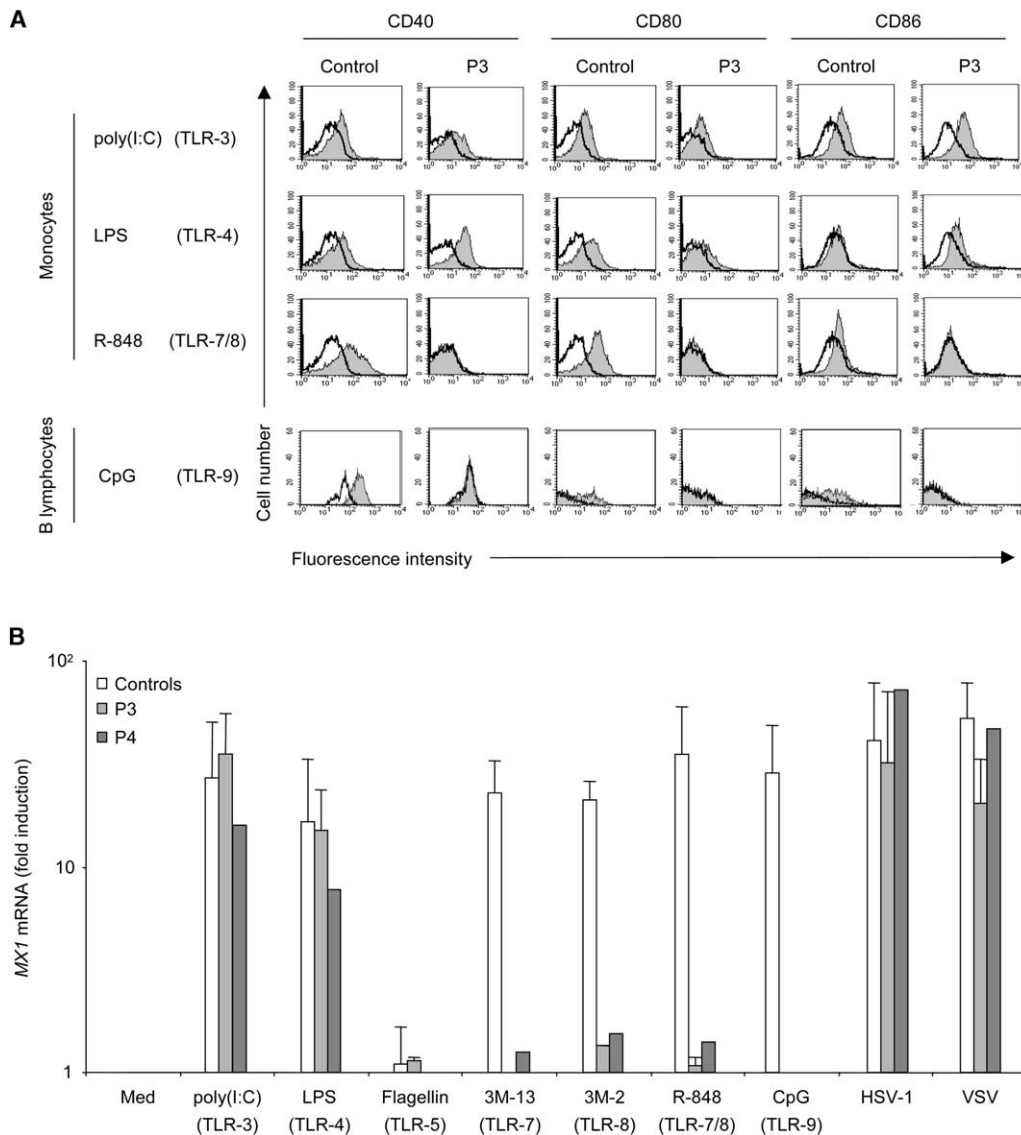 A
CD40 CD80 CD86
Control P3 Control P3 Control P3
Monocytes
poly(I:C) (TLR-3)
LPS (TLR-4)
R-848 (TLR-7/8)
B lymphocytes
CpG (TLR-9)
Cell number
Fluorescence intensity
B
MX1 mRNA (fold induction)
10²
10
1
Controls
P3
P4
Med poly(I:C) LPS Flagellin 3M-13 3M-2 R-848 CpG HSV-1 VSV
(TLR-3) (TLR-4) (TLR-5) (TLR-7) (TLR-8) (TLR-7/8) (TLR-9)